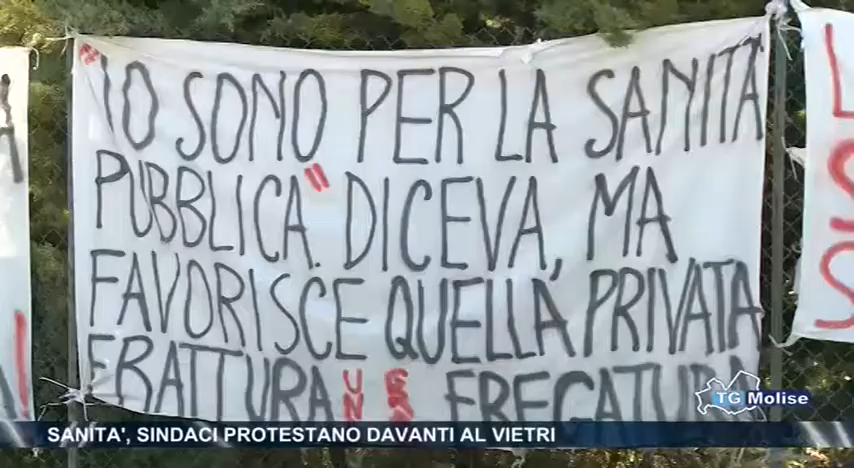 "IO SONO PER LA SANITÀ
PUBBLICA." DICEVA, MA
FAVORISCE QUELLA PRIVATA
FRATTURA UN FREGATURA
TG Molise
SANITA', SINDACI PROTESTANO DAVANTI AL VIETRI